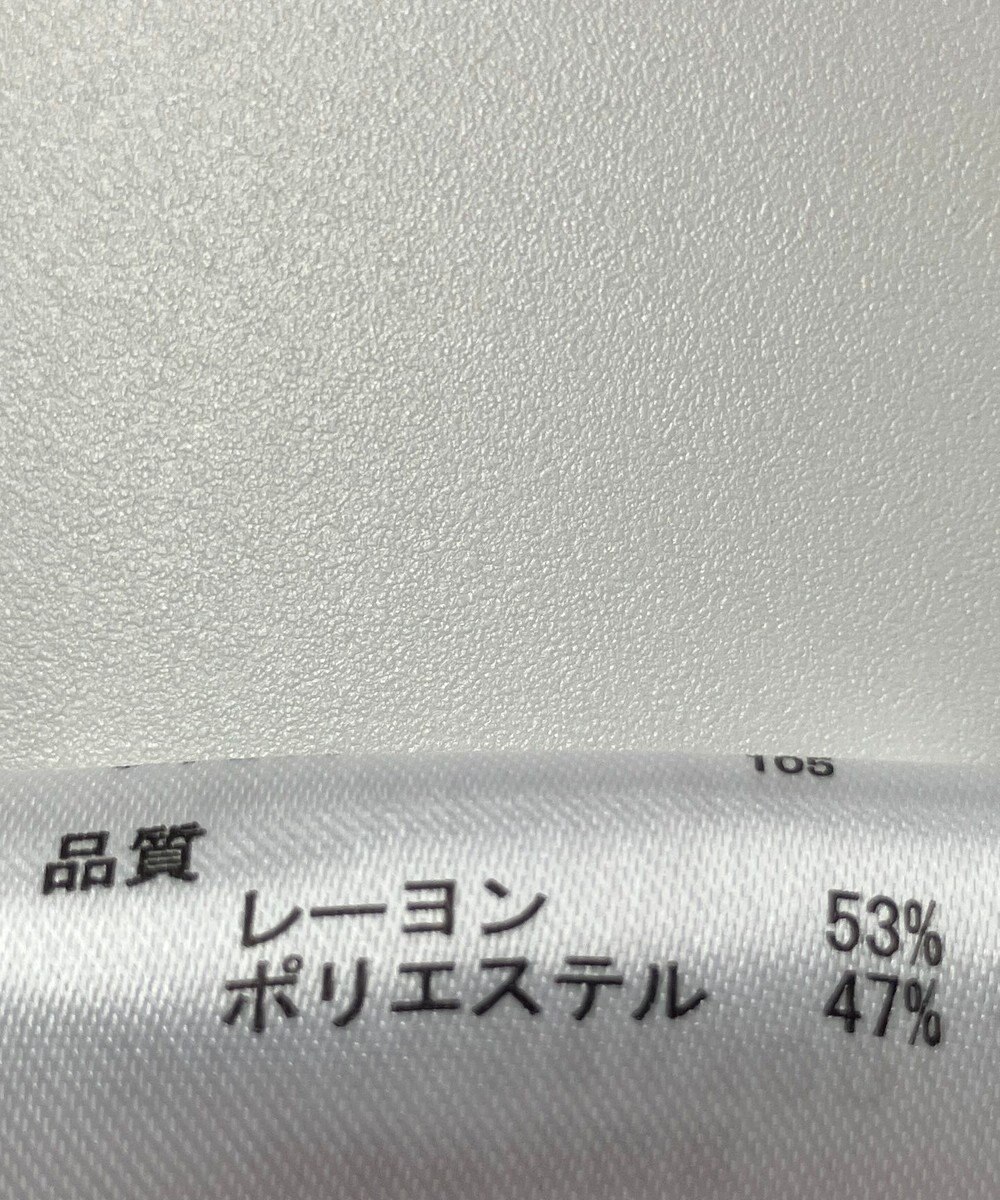 165
品質
レーヨン 53%
ポリエステル 47%